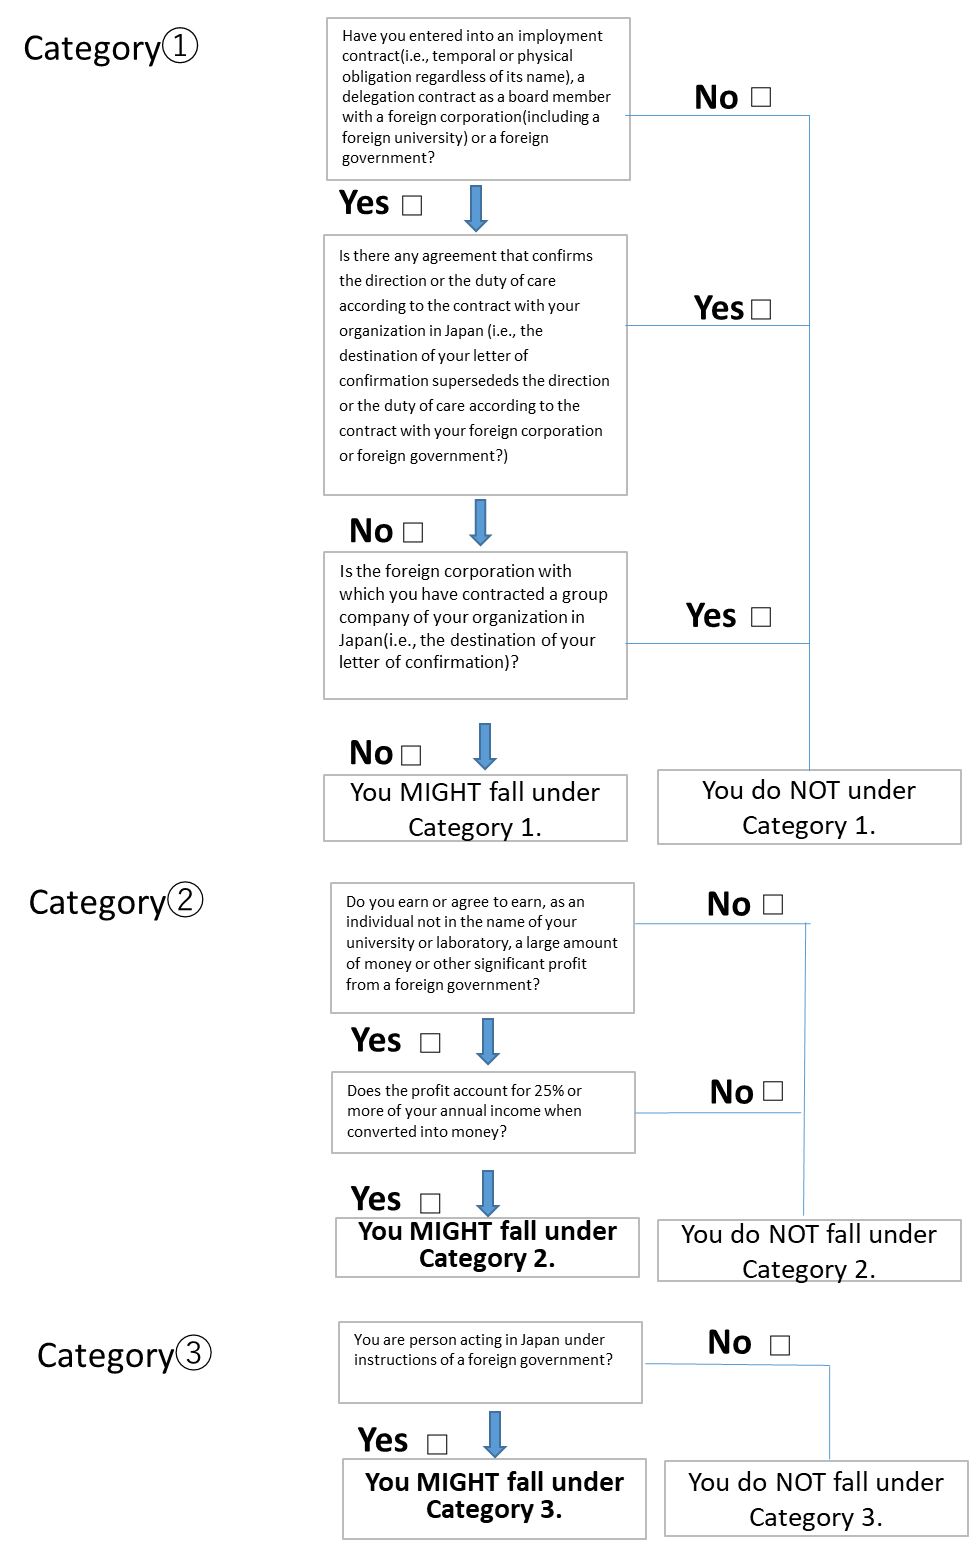 Category①
Have you entered into an imployment
contract(i.e., temporal or physical
obligation regardless of its name), a
delegation contract as a board member
with a foreign corporation(including a
foreign university) or a foreign
government?
No □
Yes □
Is there any agreement that confirms
the direction or the duty of care
according to the contract with your
organization in Japan (i.e., the
destination of your letter of
confirmation supersededs the direction
or the duty of care according to the
contract with your foreign corporation
or foreign government?)
Yes □
No □
Is the foreign corporation with
which you have contracted a group
company of your organization in
Japan(i.e., the destination of your
letter of confirmation)?
Yes □
No □
You MIGHT fall under
Category 1.
You do NOT under
Category 1.
Category②
Do you earn or agree to earn, as an
individual not in the name of your
university or laboratory, a large amount
of money or other significant profit
from a foreign government?
No □
Yes □
Does the profit account for 25% or
more of your annual income when
converted into money?
No □
Yes □
You MIGHT fall under
Category 2.
You do NOT fall under
Category 2.
Category③
You are person acting in Japan under
instructions of a foreign government?
No □
Yes □
You MIGHT fall under
Category 3.
You do NOT fall under
Category 3.